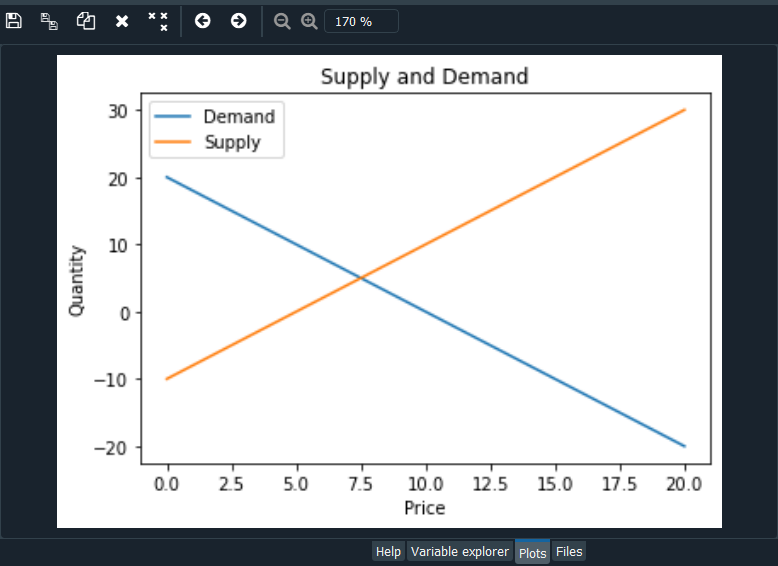 170 %
Supply and Demand
Demand
Supply
Quantity
30
20
10
0
−10
−20
0.0 2.5 5.0 7.5 10.0 12.5 15.0 17.5 20.0
Price
Help Variable explorer Plots Files